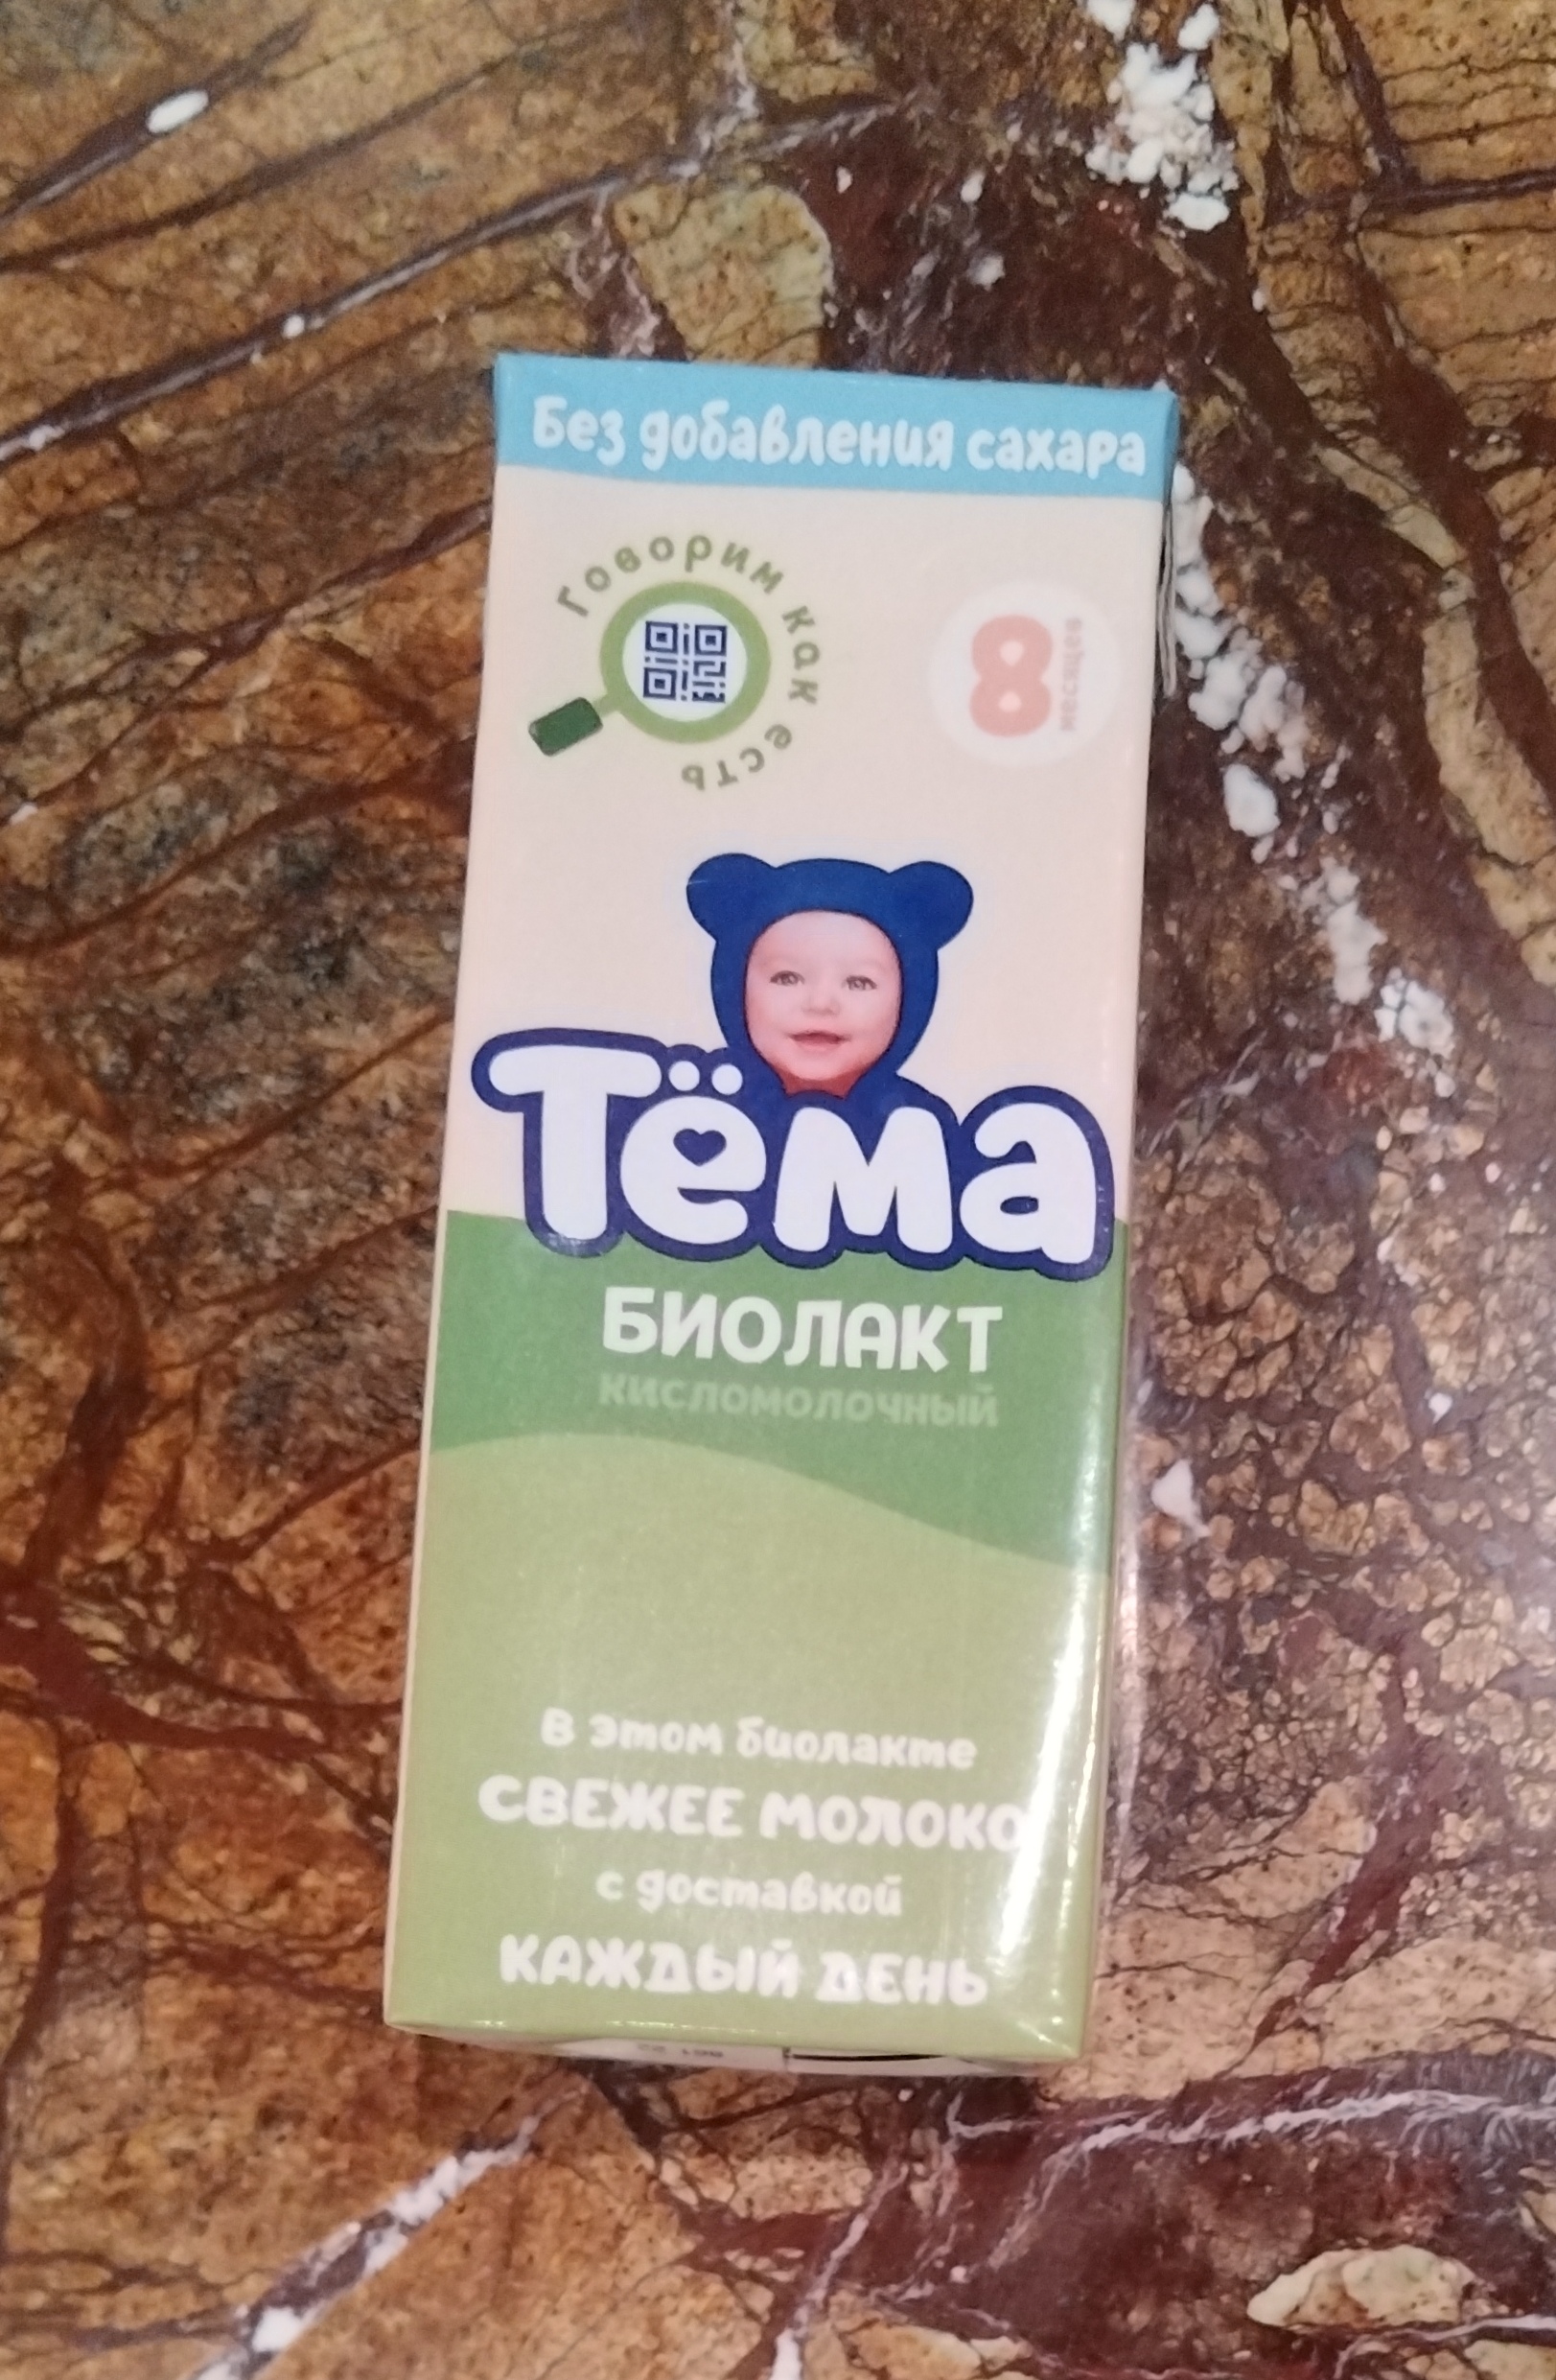 Без добавления сахара
Говорим как есть
8
месяцев
Тёма
БИОЛАКТ
КИСЛОМОЛОЧНЫЙ
В этом биолакте
СВЕЖЕЕ МОЛОКО
с доставкой
КАЖДЫЙ ДЕНЬ